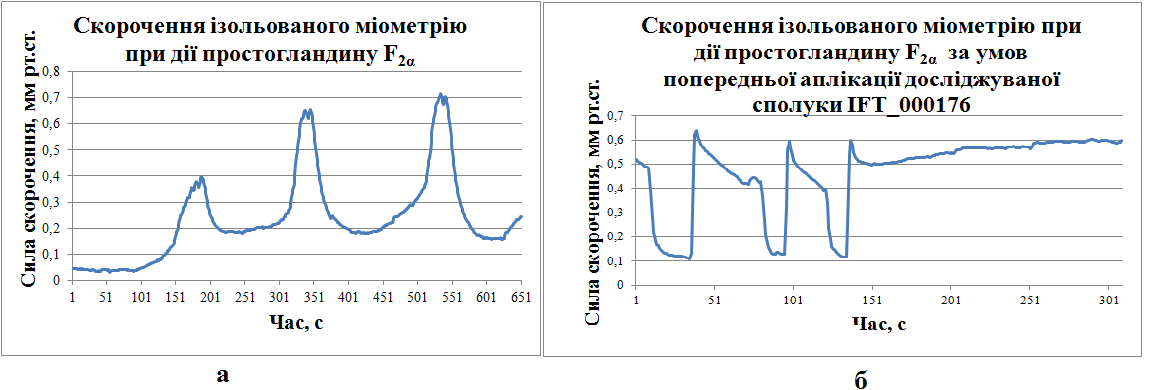 Скорочення ізольованого міометрію
при дії простогландину F2α
Сила скорочення, мм рт.ст.
0,8
0,7
0,6
0,5
0,4
0,3
0,2
0,1
0
1 51 101 151 201 251 301 351 401 451 501 551 601 651
Час, с
а
Скорочення ізольованого міометрію при
дії простогландину F2α за умов
попередньої аплікації досліджуваної
сполуки IFT_000176
Сила скорочення, мм рт.ст.
0,7
0,6
0,5
0,4
0,3
0,2
0,1
0
1 51 101 151 201 251 301
Час, с
б